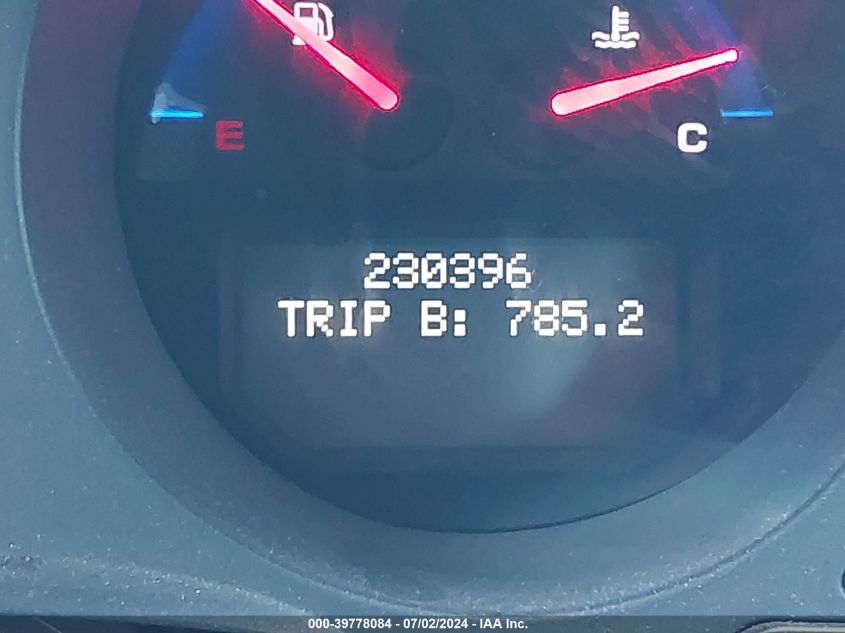 E
C
230396
TRIP B: 785.2
000-39778084 - 07/02/2024 - IAA Inc.